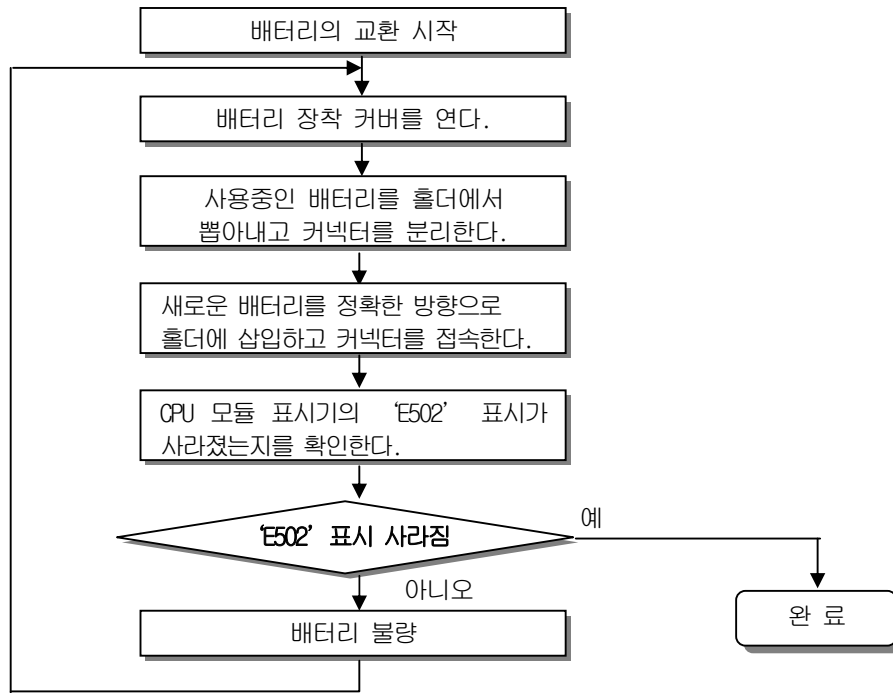 배터리의 교환 시작
배터리 장착 커버를 연다.
사용중인 배터리를 홀더에서
뽑아내고 커넥터를 분리한다.
새로운 배터리를 정확한 방향으로
홀더에 삽입하고 커넥터를 접속한다.
CPU 모듈 표시기의 ‘E502’ 표시가
사라졌는지를 확인한다.
‘E502’ 표시 사라짐
예
아니오
배터리 불량
완 료